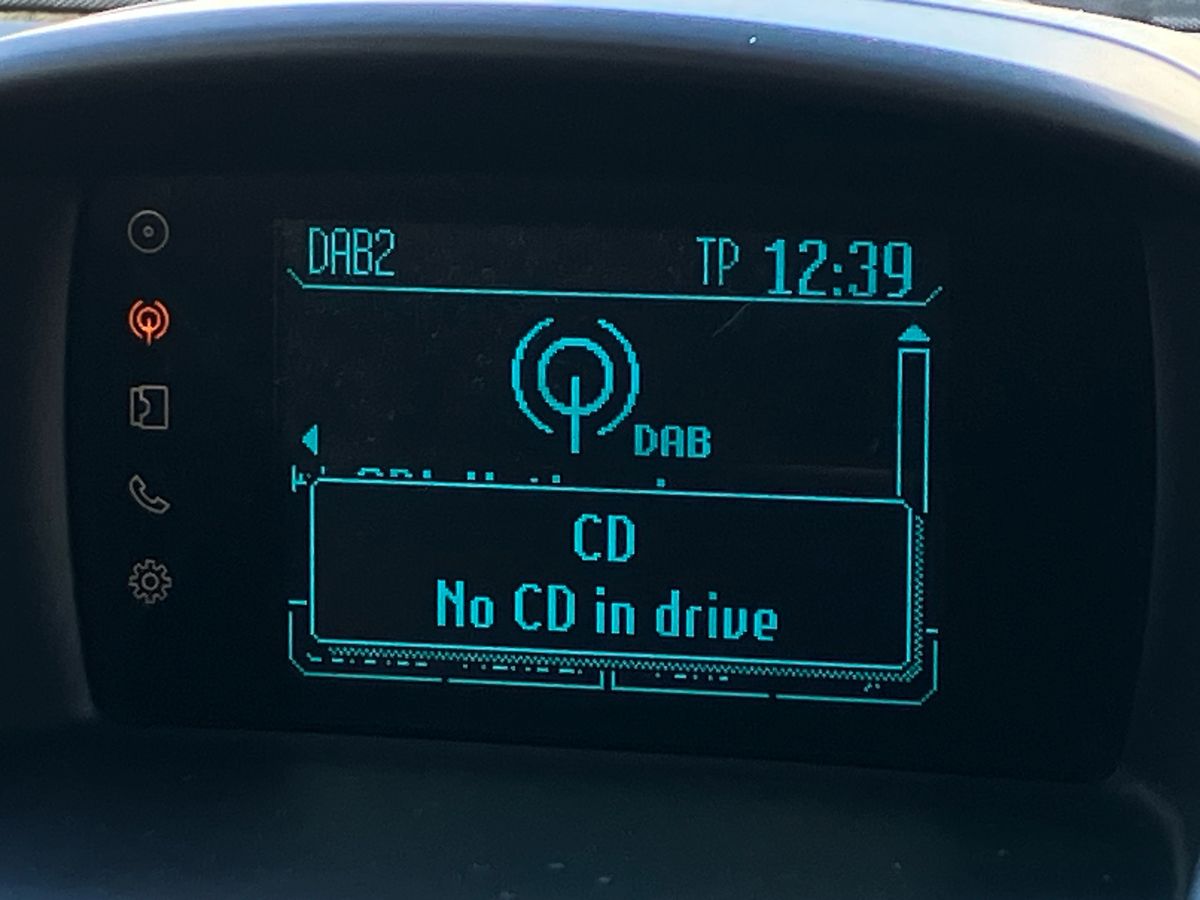 DAB2
TP 12:39
DAB
CD
No CD in drive